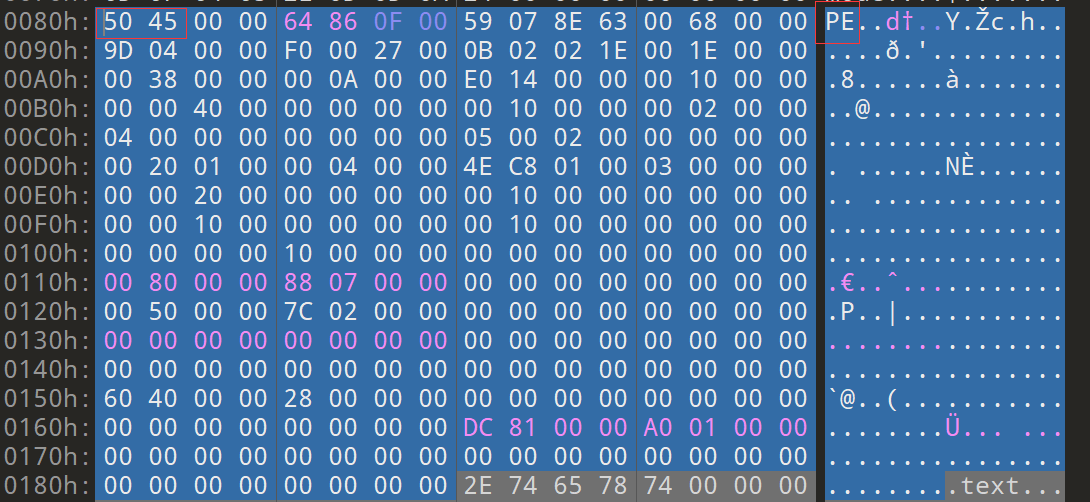 0080h: 50 45 00 00 64 86 0F 00 59 07 8E 63 00 68 00 00 PE..d†..Y.Žc.h..
0090h: 9D 04 00 00 F0 00 27 00 0B 02 02 1E 00 1E 00 00 ....ð.'.........
00A0h: 00 38 00 00 00 0A 00 00 E0 14 00 00 00 10 00 00 .8......à.......
00B0h: 00 00 40 00 00 00 00 00 00 10 00 00 00 02 00 00 ..@.............
00C0h: 04 00 00 00 00 00 00 00 05 00 02 00 00 00 00 00 ................
00D0h: 00 20 01 00 00 04 00 00 4E C8 01 00 03 00 00 00 . ......NÈ......
00E0h: 00 00 20 00 00 00 00 00 00 10 00 00 00 00 00 00 .. .............
00F0h: 00 00 10 00 00 00 00 00 00 10 00 00 00 00 00 00 ................
0100h: 00 00 00 00 10 00 00 00 00 00 00 00 00 00 00 00 ................
0110h: 00 80 00 00 88 07 00 00 00 00 00 00 00 00 00 00 .€..ˆ...........
0120h: 00 50 00 00 7C 02 00 00 00 00 00 00 00 00 00 00 .P..|...........
0130h: 00 00 00 00 00 00 00 00 00 00 00 00 00 00 00 00 ................
0140h: 00 00 00 00 00 00 00 00 00 00 00 00 00 00 00 00 ................
0150h: 60 40 00 00 28 00 00 00 00 00 00 00 00 00 00 00 `@..(...........
0160h: 00 00 00 00 00 00 00 00 DC 81 00 00 A0 01 00 00 ........Ü... ...
0170h: 00 00 00 00 00 00 00 00 00 00 00 00 00 00 00 00 ................
0180h: 00 00 00 00 00 00 00 00 2E 74 65 78 74 00 00 00 .........text...